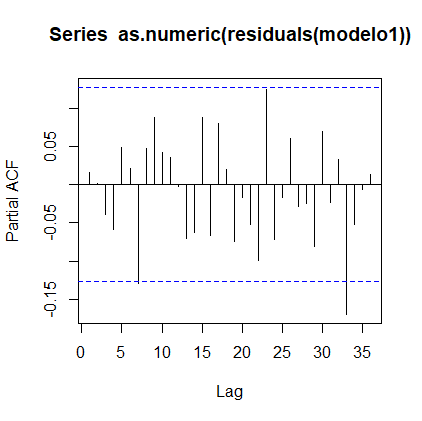 Series as.numeric(residuals(modelo1))
Partial ACF
0.05
-0.05
-0.15
0 5 10 15 20 25 30 35
Lag